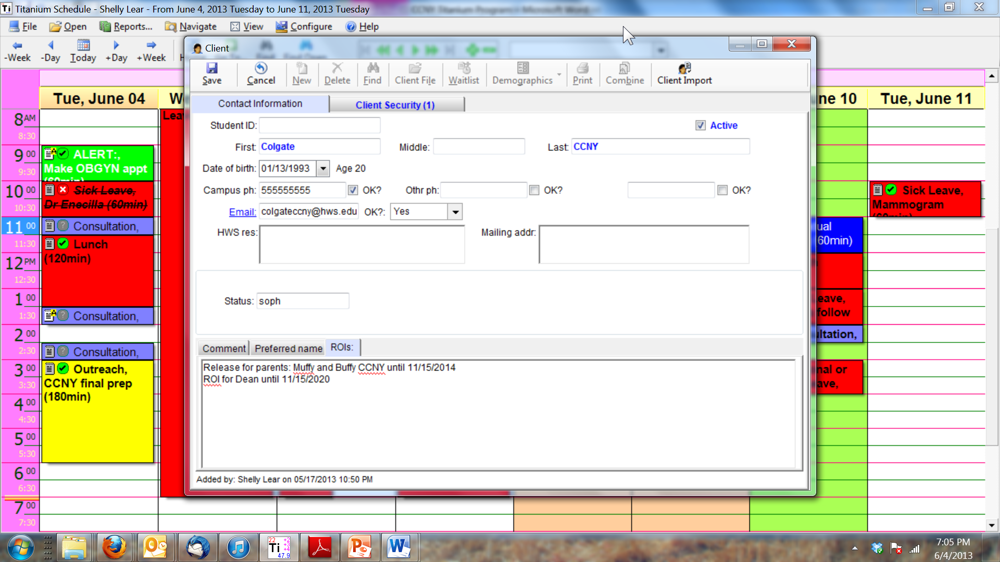 Titanium Schedule - Shelly Lear - From June 4, 2013 Tuesday to June 11, 2013 Tuesday
File Open Reports... Navigate View Configure Help
-Week -Day Today +Day +Week
Client
Save Cancel New Delete Find Client File Waitlist Demographics Print Combine Client Import
Contact Information Client Security (1)
Student ID: Active
First: Colgate Middle: Last: CCNY
Date of birth: 01/13/1993 Age 20
Campus ph: 555555555 OK? Othr ph: OK? OK?
Email: colgateccny@hws.edu OK?: Yes
HWS res: Mailing addr:
Status: soph
Comment Preferred name ROIs:
Release for parents: Muffy and Buffy CCNY until 11/15/2014
ROI for Dean until 11/15/2020
Added by: Shelly Lear on 05/17/2013 10:50 PM
Tue, June 04
8 AM
8:30
9 00
9:30
10 00
10:30
11 00
11:30
12 PM
12:30
1 00
1:30
2 00
2:30
3 00
3:30
4 00
4:30
5 00
5:30
6 00
6:30
7 00
7:30
ALERT:,
Make OBGYN appt
(60min)
Sick Leave,
Dr Enecilla (60min)
Consultation,
Lunch
(120min)
Consultation,
Consultation,
Outreach,
CCNY final prep
(180min)
W
Lea
ne 10
ual
60min)
eave,
follow
ultation,
nal or
ave,
Tue, June 11
Sick Leave,
Mammogram
(60min)
22 +2
+3
Ti +4
47.9
7:05 PM
6/4/2013